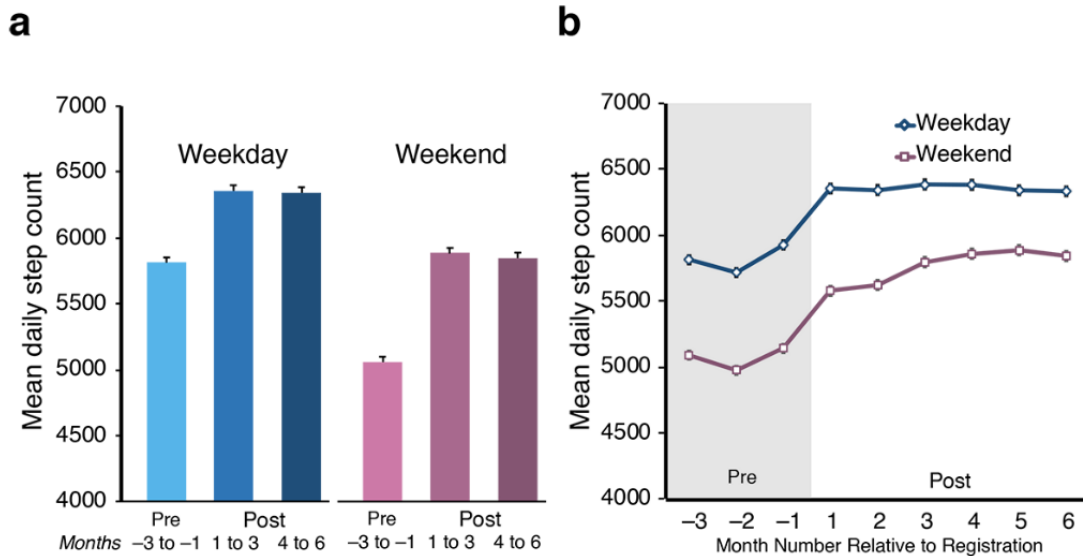 a
7000
6500
6000
5500
5000
4500
4000
Mean daily step count
Weekday
Weekend
Pre
Post
Pre
Post
Months
–3 to –1
1 to 3
4 to 6
–3 to –1
1 to 3
4 to 6
b
7000
6500
6000
5500
5000
4500
4000
Mean daily step count
Weekday
Weekend
Pre
Post
–3
–2
–1
1
2
3
4
5
6
Month Number Relative to Registration